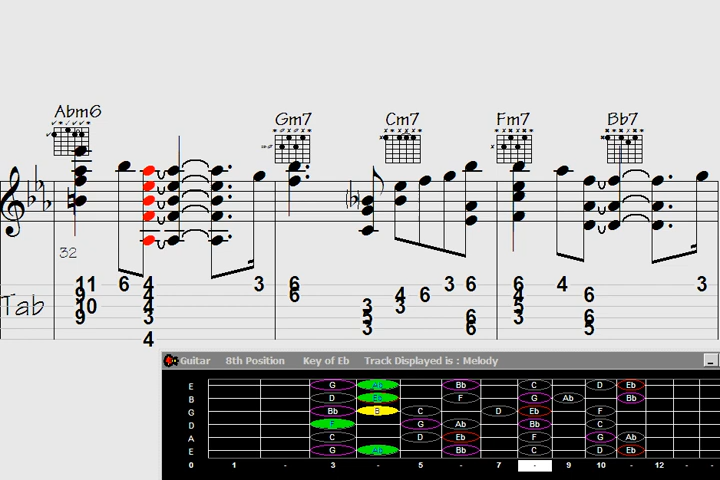 Abm6 Gm7 Cm7 Fm7 Bb7
32
11 6 4 3 6 3 6 6 4 3
9 4 6 4 6 4 6
Tab 10 4 3 3 5
9 3 5 6 3 6
3 6 5
4
Guitar 8th Position Key of Eb Track Displayed is : Melody
E G Ab Bb C D Eb
B D Eb F G Ab Bb
G Bb B C D Eb F
D F G Ab Bb C
A C D Eb F G Ab
E G Ab Bb C D Eb
0 1 - 3 - 5 - 7 - 9 10 - 12 - -